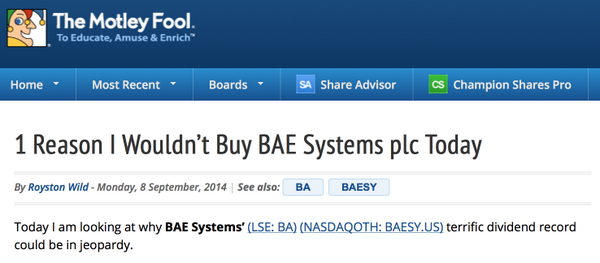 The Motley Fool.
To Educate, Amuse & Enrich™
Home Most Recent Boards SA Share Advisor CS Champion Shares Pro
1 Reason I Wouldn't Buy BAE Systems plc Today
By Royston Wild - Monday, 8 September, 2014 | See also: BA BAESY
Today I am looking at why BAE Systems' (LSE: BA) (NASDAQOTH: BAESY.US) terrific dividend record
could be in jeopardy.